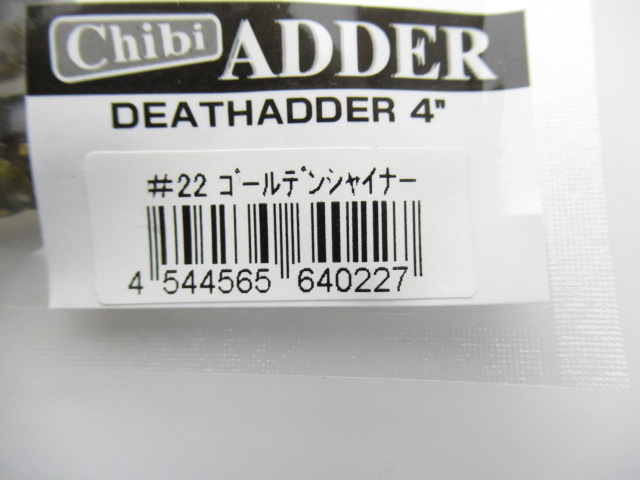 Chibi ADDER
DEATHADDER 4"
#22 ｺﾞｰﾙﾃﾞﾝｼｬｲﾅｰ
4 544565 640227